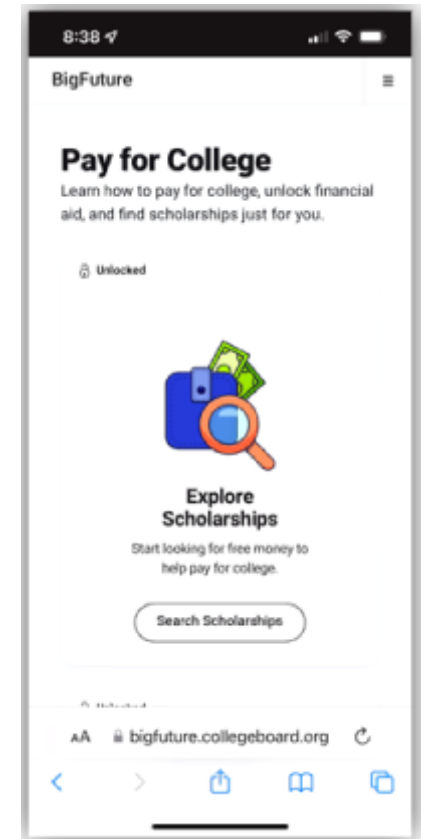 8:38
BigFuture
Pay for College
Learn how to pay for college, unlock financial
aid, and find scholarships just for you.
Unlocked
Explore
Scholarships
Start looking for free money to
help pay for college.
Search Scholarships
Unlocked
AA bigfuture.collegeboard.org